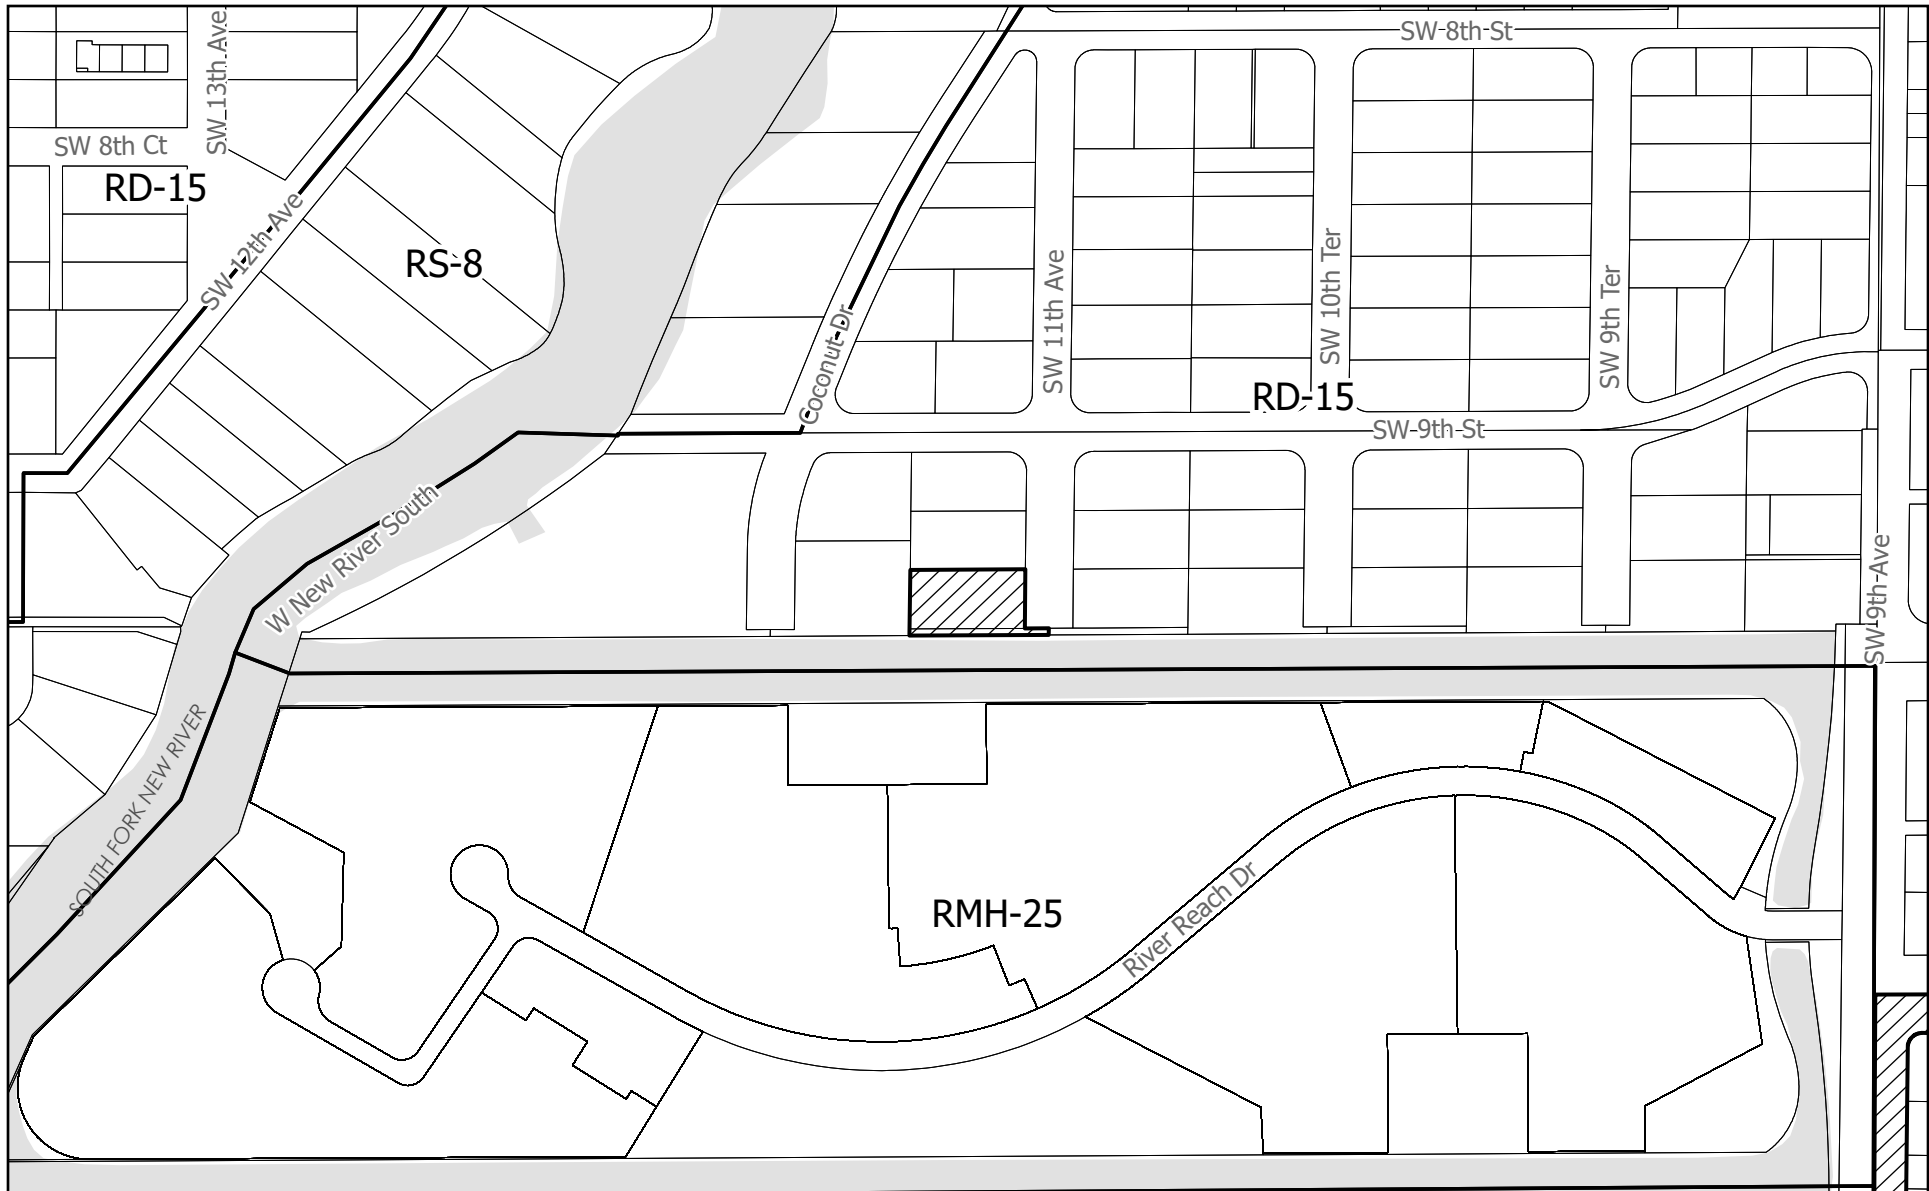 SW 8th St
SW 13th Ave
SW 8th Ct
RD-15
SW 12th Ave
RS-8
SW 11th Ave
SW 10th Ter
SW 9th Ter
Coconut Dr
RD-15
SW 9th St
W New River South
SW 9th Ave
SOUTH FORK NEW RIVER
RMH-25
River Reach Dr